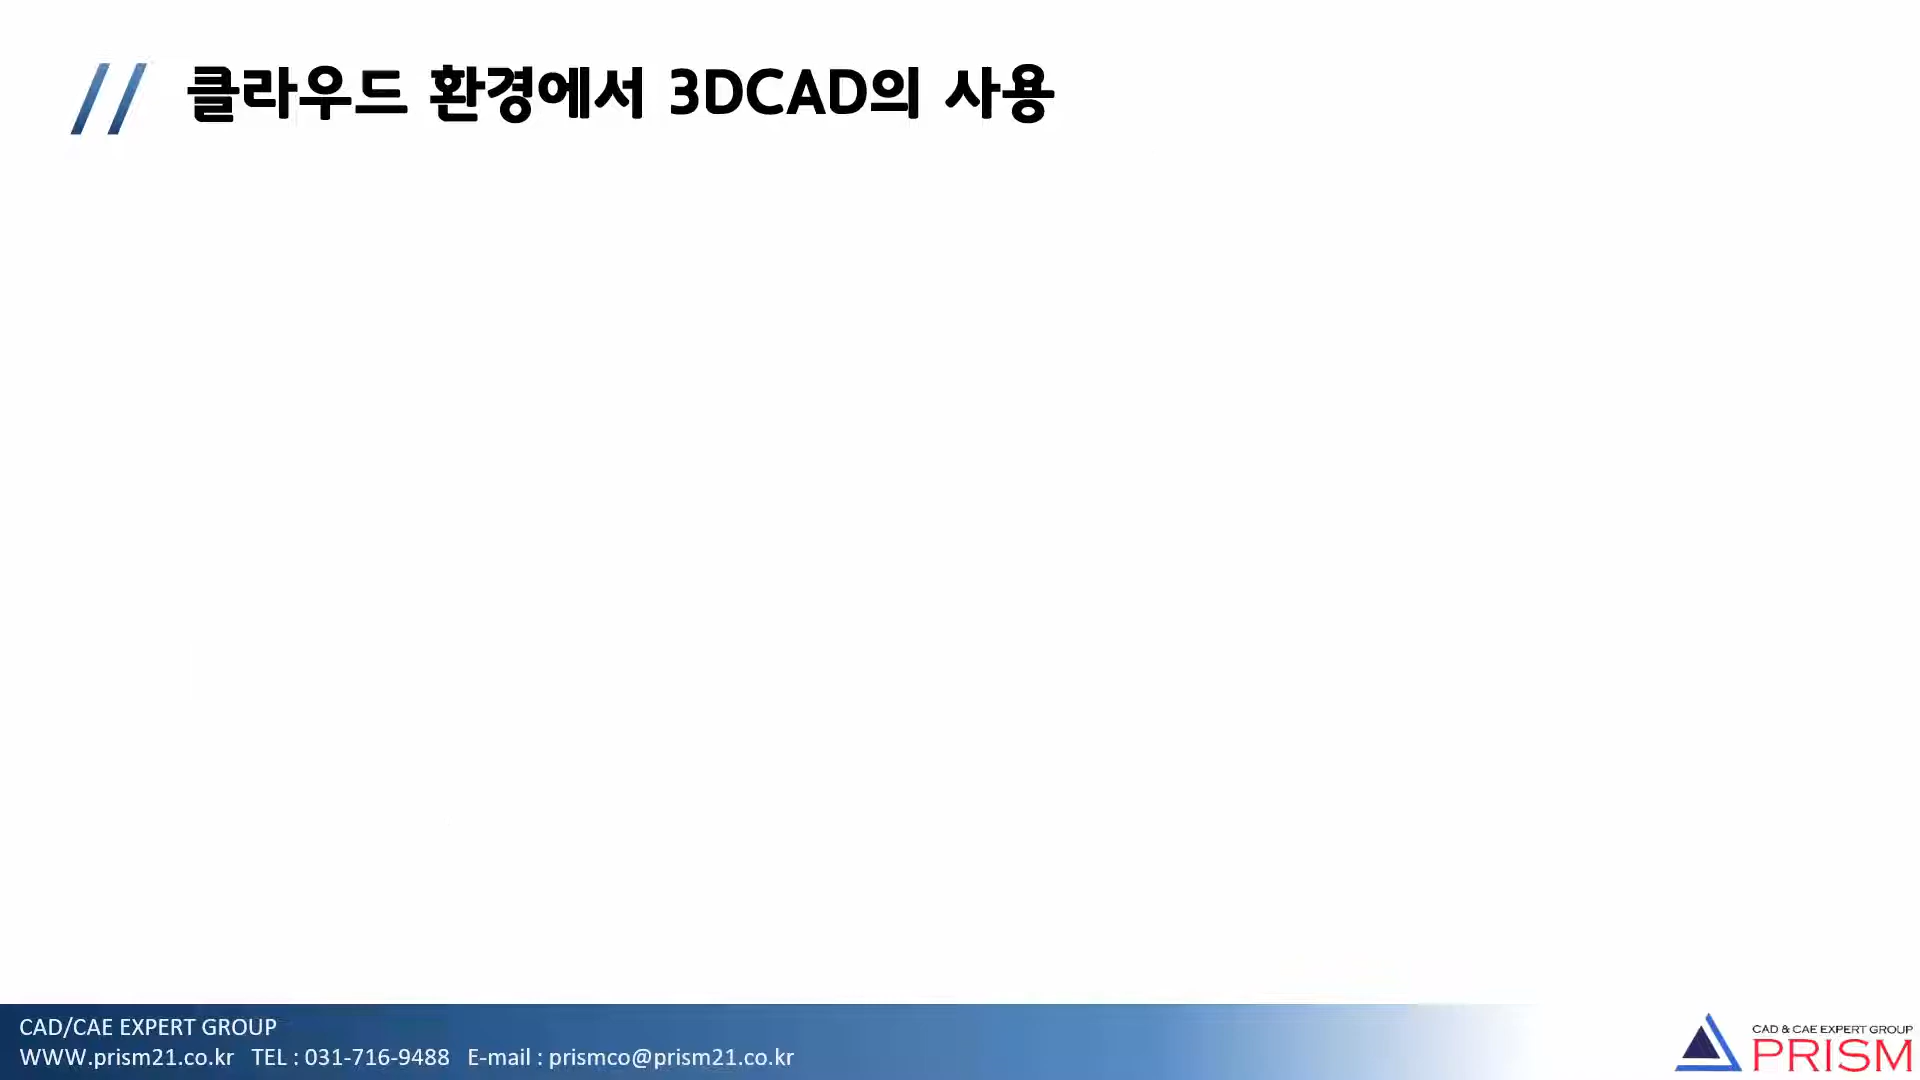 클라우드 환경에서 3DCAD의 사용
CAD/CAE EXPERT GROUP
WWW.prism21.co.kr TEL : 031-716-9488 E-mail : prismco@prism21.co.kr
CAD & CAE EXPERT GROUP
PRISM